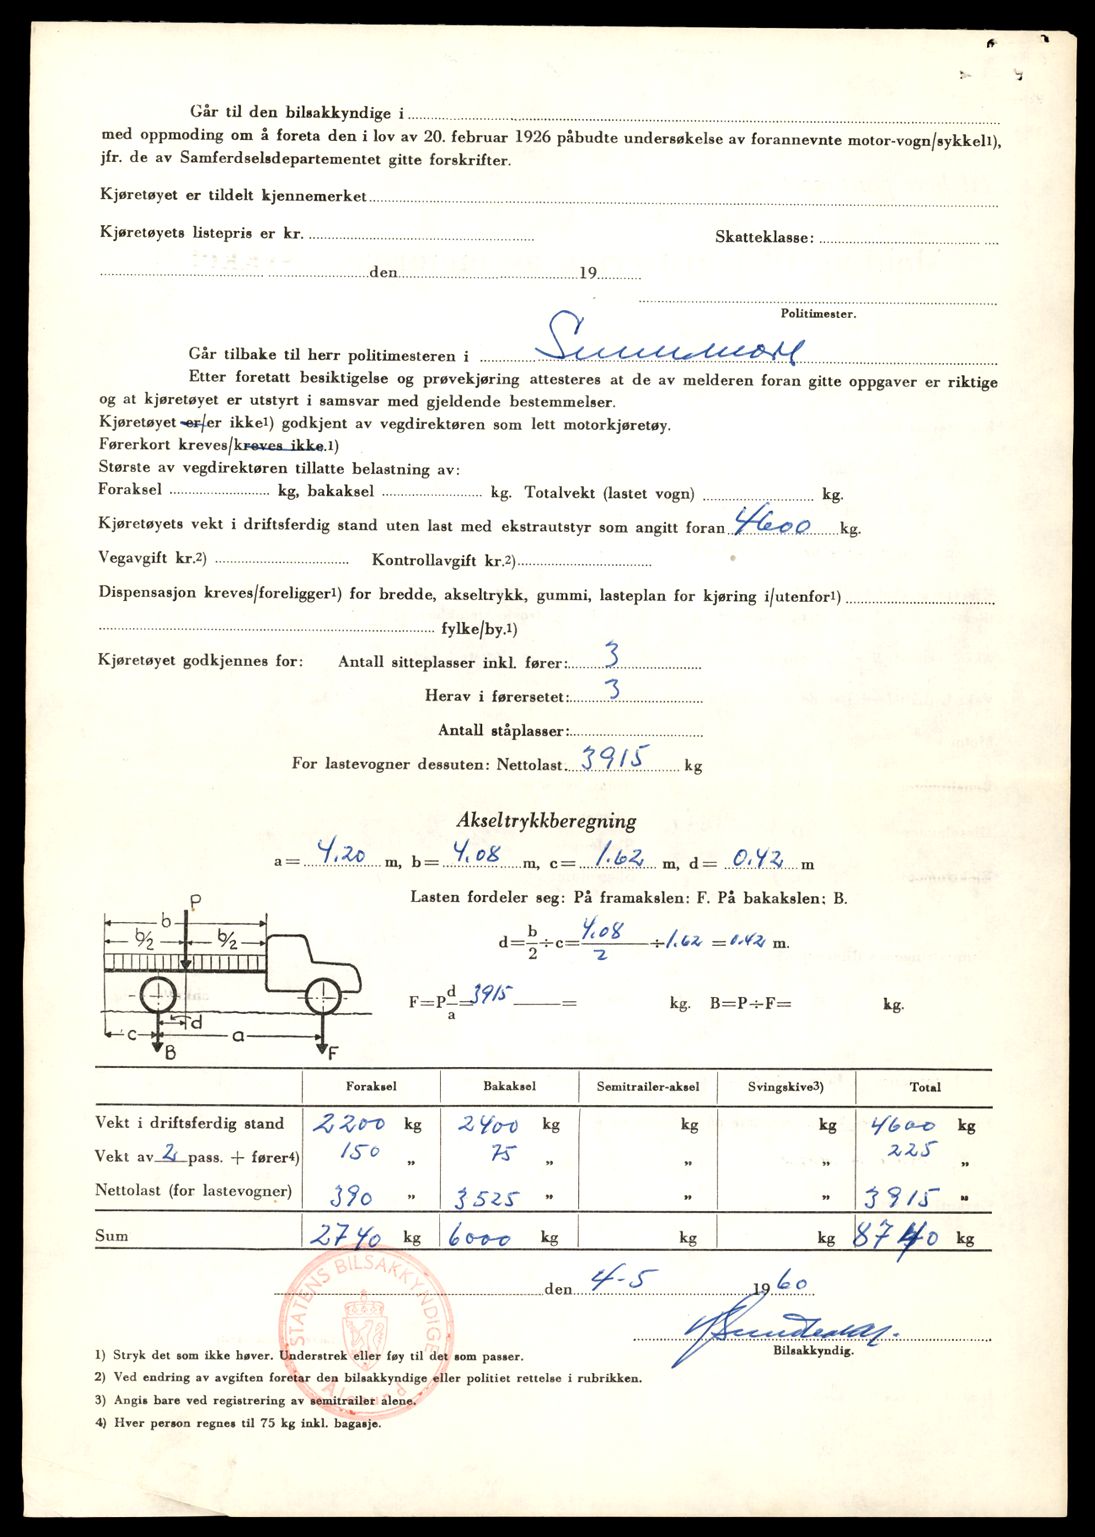 Går til den bilsakkyndige i
med oppmoding om å foreta den i lov av 20. februar 1926 påbudte undersøkelse av forannevnte motor-vogn/sykkel1),
jfr. de av Samferdselsdepartementet gitte forskrifter.
Kjøretøyet er tildelt kjennemerket
Kjøretøyets listepris er kr. Skatteklasse:
den 19
Politimester.
Går tilbake til herr politimesteren i Sunnmøre
Etter foretatt besiktigelse og prøvekjøring attesteres at de av melderen foran gitte oppgaver er riktige
og at kjøretøyet er utstyrt i samsvar med gjeldende bestemmelser.
Kjøretøyet er/er ikke1) godkjent av vegdirektøren som lett motorkjøretøy.
Førerkort kreves/kreves ikke.1)
Største av vegdirektøren tillatte belastning av:
Foraksel kg, bakaksel kg. Totalvekt (lastet vogn) kg.
Kjøretøyets vekt i driftsferdig stand uten last med ekstrautstyr som angitt foran 4600 kg.
Vegavgift kr.2) Kontrollavgift kr.2)
Dispensasjon kreves/foreligger1) for bredde, akseltrykk, gummi, lasteplan for kjøring i/utenfor1)
fylke/by.1)
Kjøretøyet godkjennes for: Antall sitteplasser inkl. fører: 3
Herav i førersetet: 3
Antall ståplasser:
For lastevogner dessuten: Nettolast. 3915 kg
Akseltrykkberegning
a = 4.20 m, b = 4.08 m, c = 1.62 m, d = 0.42 m
Lasten fordeler seg: På framakslen: F. På bakakslen: B.
d = b/2 ÷ c = 4.08/2 ÷ 1.62 = 0.42 m.
F = P d/a = 3915 = kg. B = P ÷ F = kg.
P
b
b/2 b/2
c d a
B F
Foraksel Bakaksel Semitrailer-aksel Svingskive3) Total
Vekt i driftsferdig stand 2200 kg 2400 kg kg kg 4600 kg
Vekt av 2 pass. + fører4) 150 „ 75 „ „ „ 225 „
Nettolast (for lastevogner) 390 „ 3525 „ „ „ 3915 „
Sum 2740 kg 6000 kg kg kg 8740 kg
den 4-5 1960
Bilsakkyndig.
STATENS BILSAKKYNDIGE
1) Stryk det som ikke høver. Understrek eller føy til det som passer.
2) Ved endring av avgiften foretar den bilsakkyndige eller politiet rettelse i rubrikken.
3) Angis bare ved registrering av semitrailer alene.
4) Hver person regnes til 75 kg inkl. bagasje.